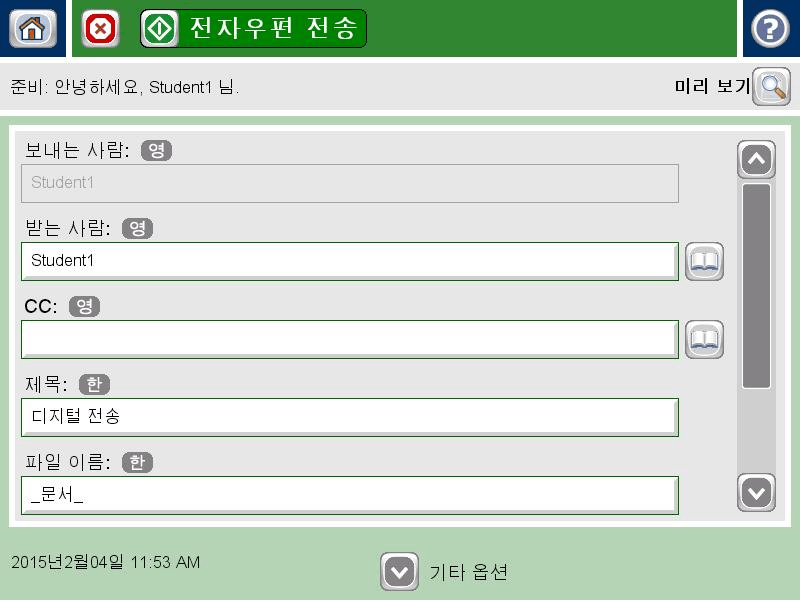 전자우편 전송
?
준비: 안녕하세요, Student1 님.
미리 보기
보내는 사람: 영
Student1
받는 사람: 영
Student1
CC: 영
제목: 한
디지털 전송
파일 이름: 한
_문서_
2015년2월04일 11:53 AM
기타 옵션